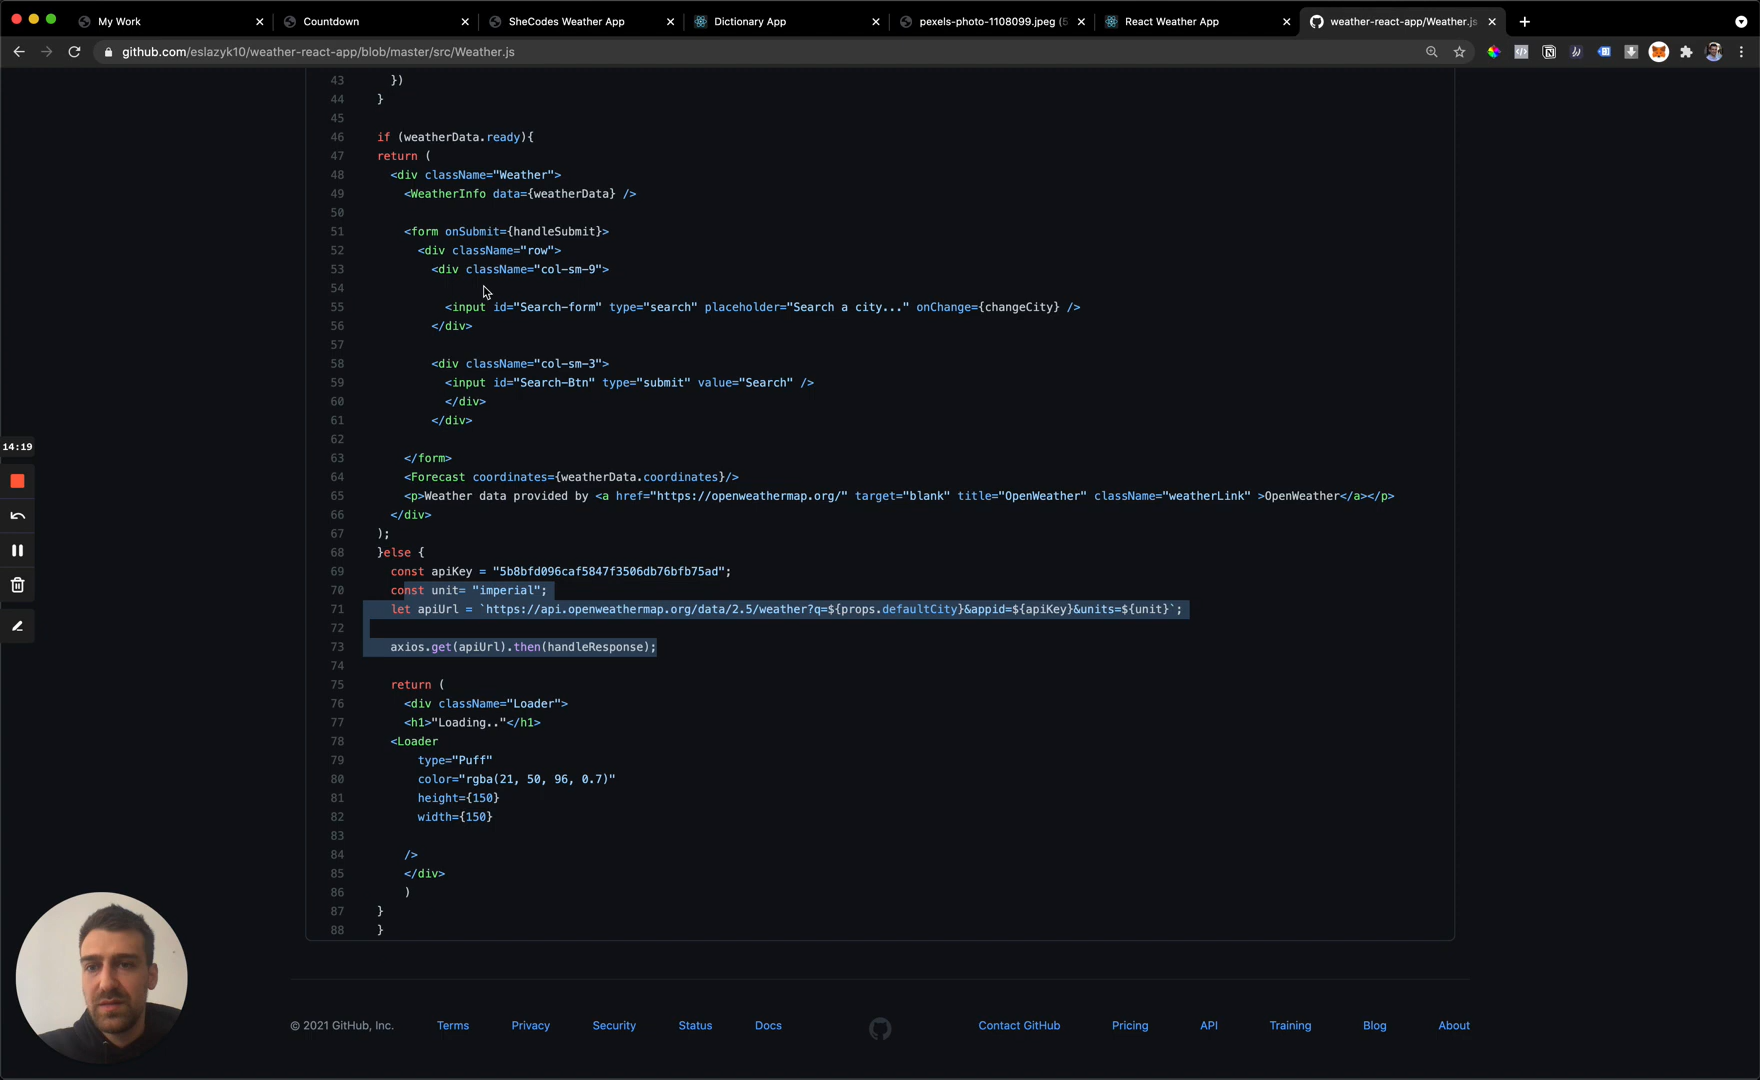 My Work
Countdown
SheCodes Weather App
Dictionary App
pexels-photo-1108099.jpeg (5
React Weather App
weather-react-app/Weather.js
github.com/eslazyk10/weather-react-app/blob/master/src/Weather.js
43 })
44 }
45
46 if (weatherData.ready){
47 return (
48 <div className="Weather">
49 <WeatherInfo data={weatherData} />
50
51 <form onSubmit={handleSubmit}>
52 <div className="row">
53 <div className="col-sm-9">
54
55 <input id="Search-form" type="search" placeholder="Search a city..." onChange={changeCity} />
56 </div>
57
58 <div className="col-sm-3">
59 <input id="Search-Btn" type="submit" value="Search" />
60 </div>
61 </div>
62
63 </form>
64 <Forecast coordinates={weatherData.coordinates}/>
65 <p>Weather data provided by <a href="https://openweathermap.org/" target="blank" title="OpenWeather" className="weatherLink" >OpenWeather</a></p>
66 </div>
67 );
68 }else {
69 const apiKey = "5b8bfd096caf5847f3506db76bfb75ad";
70 const unit= "imperial";
71 let apiUrl = `https://api.openweathermap.org/data/2.5/weather?q=${props.defaultCity}&appid=${apiKey}&units=${unit}`;
72
73 axios.get(apiUrl).then(handleResponse);
74
75 return (
76 <div className="Loader">
77 <h1>"Loading.."</h1>
78 <Loader
79 type="Puff"
80 color="rgba(21, 50, 96, 0.7)"
81 height={150}
82 width={150}
83
84 />
85 </div>
86 )
87 }
88 }
14:19
© 2021 GitHub, Inc.
Terms
Privacy
Security
Status
Docs
Contact GitHub
Pricing
API
Training
Blog
About